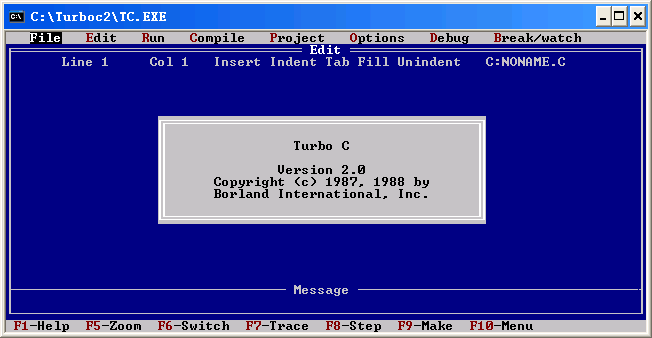 C:\Turboc2\TC.EXE
File Edit Run Compile Project Options Debug Break/watch
Edit
Line 1 Col 1 Insert Indent Tab Fill Unindent C:NONAME.C
Turbo C
Version 2.0
Copyright (c) 1987, 1988 by
Borland International, Inc.
Message
F1-Help F5-Zoom F6-Switch F7-Trace F8-Step F9-Make F10-Menu